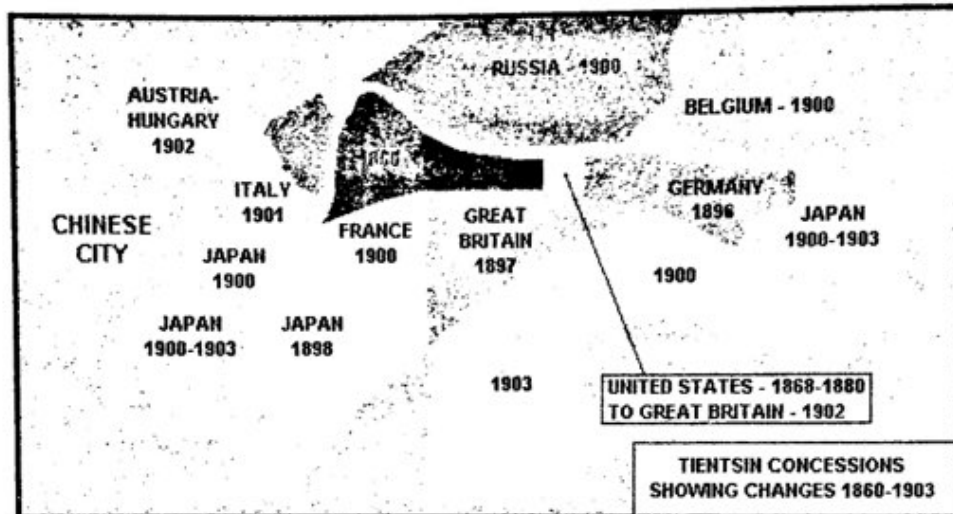 RUSSIA - 1900
AUSTRIA-
HUNGARY
1902
BELGIUM - 1900
ITALY
1901
GERMANY
1896
CHINESE
CITY
FRANCE
1900
GREAT
BRITAIN
1897
JAPAN
1900-1903
JAPAN
1900
1900
JAPAN
1900-1903
JAPAN
1898
1903
UNITED STATES - 1868-1880
TO GREAT BRITAIN - 1902
TIENTSIN CONCESSIONS
SHOWING CHANGES 1860-1903